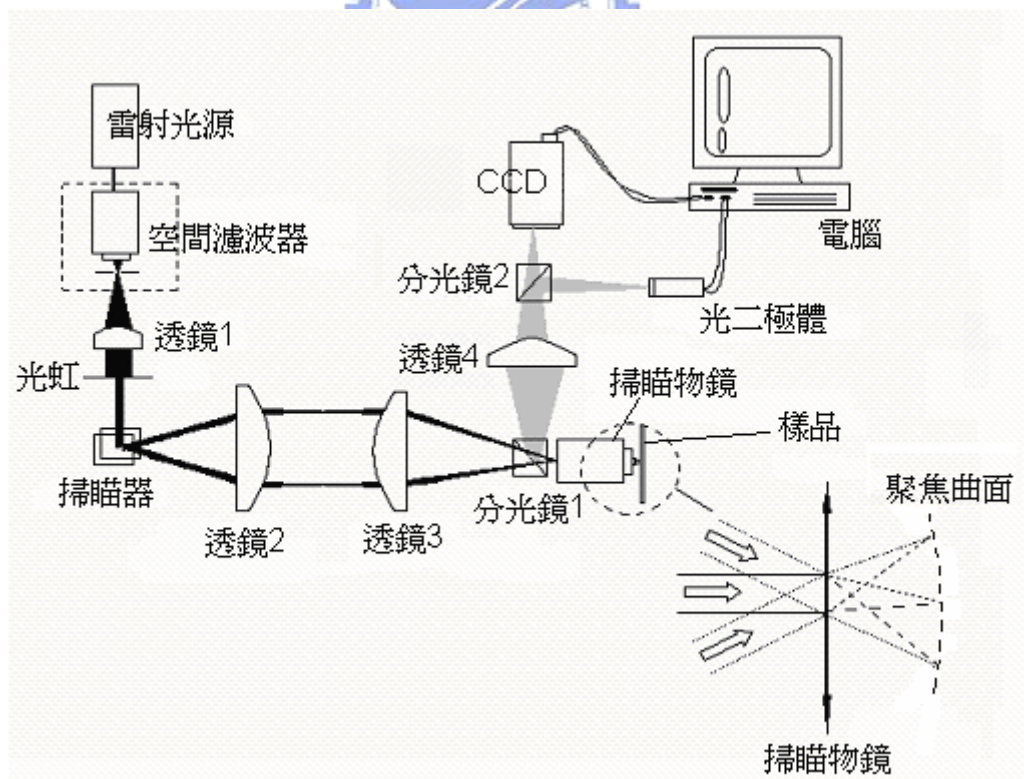 雷射光源
空間濾波器
透鏡1
光虹
掃瞄器
透鏡2
透鏡3
CCD
分光鏡2
透鏡4
光二極體
電腦
掃瞄物鏡
樣品
分光鏡1
聚焦曲面
掃瞄物鏡